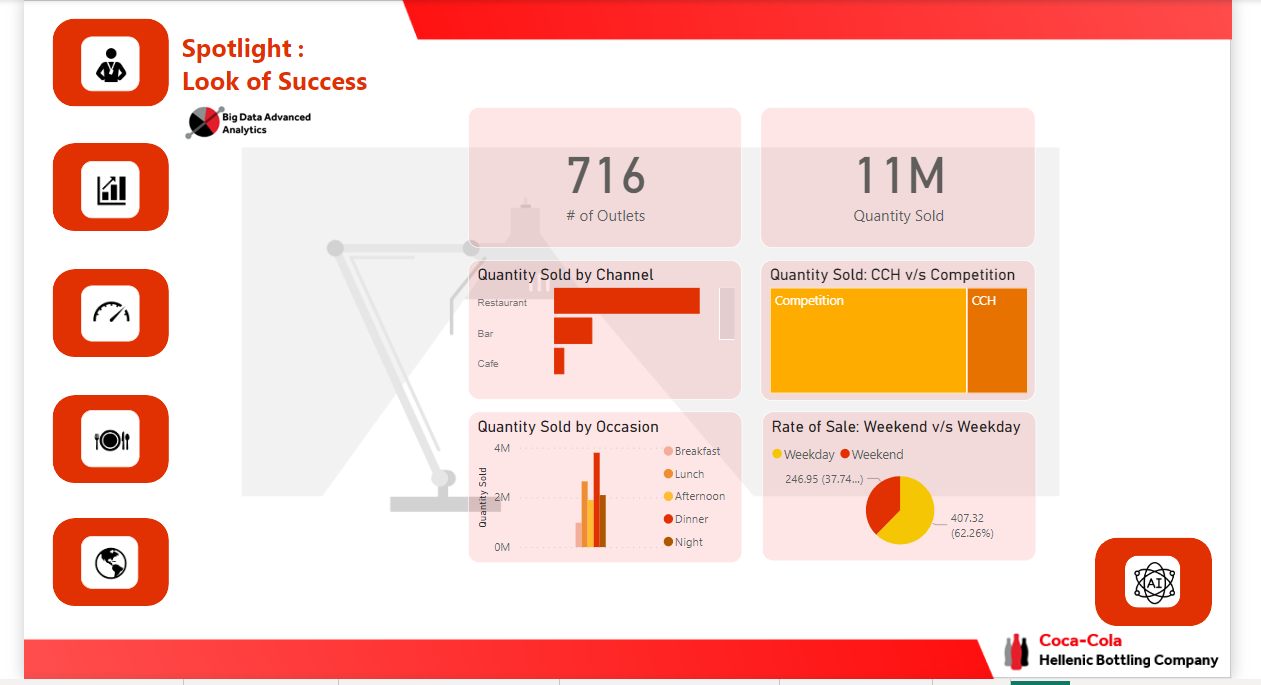 Spotlight :
Look of Success
Big Data Advanced
Analytics
716
# of Outlets
11M
Quantity Sold
Quantity Sold by Channel
Restaurant
Bar
Cafe
Quantity Sold: CCH v/s Competition
Competition
CCH
Quantity Sold by Occasion
Quantity Sold
4M
2M
0M
Breakfast
Lunch
Afternoon
Dinner
Night
Rate of Sale: Weekend v/s Weekday
Weekday
Weekend
246.95 (37.74...)
407.32
(62.26%)
AI
Coca-Cola
Hellenic Bottling Company